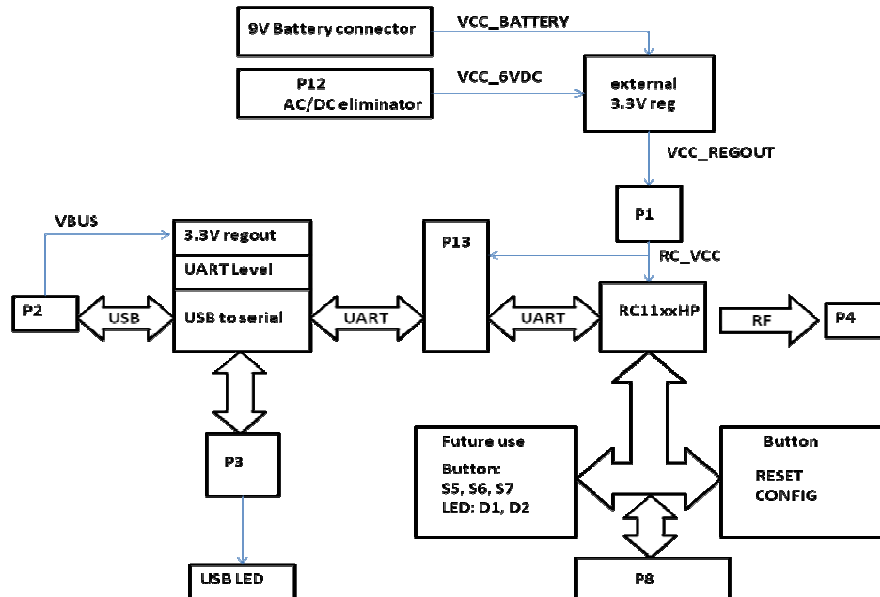 9V Battery connector
VCC_BATTERY
P12
AC/DC eliminator
VCC_6VDC
external
3.3V reg
VCC_REGOUT
P1
RC_VCC
VBUS
3.3V regout
UART Level
USB to serial
P2
USB
UART
P13
UART
RC11xxHP
RF
P4
P3
USB LED
Future use
Button:
S5, S6, S7
LED: D1, D2
Button
RESET
CONFIG
P8